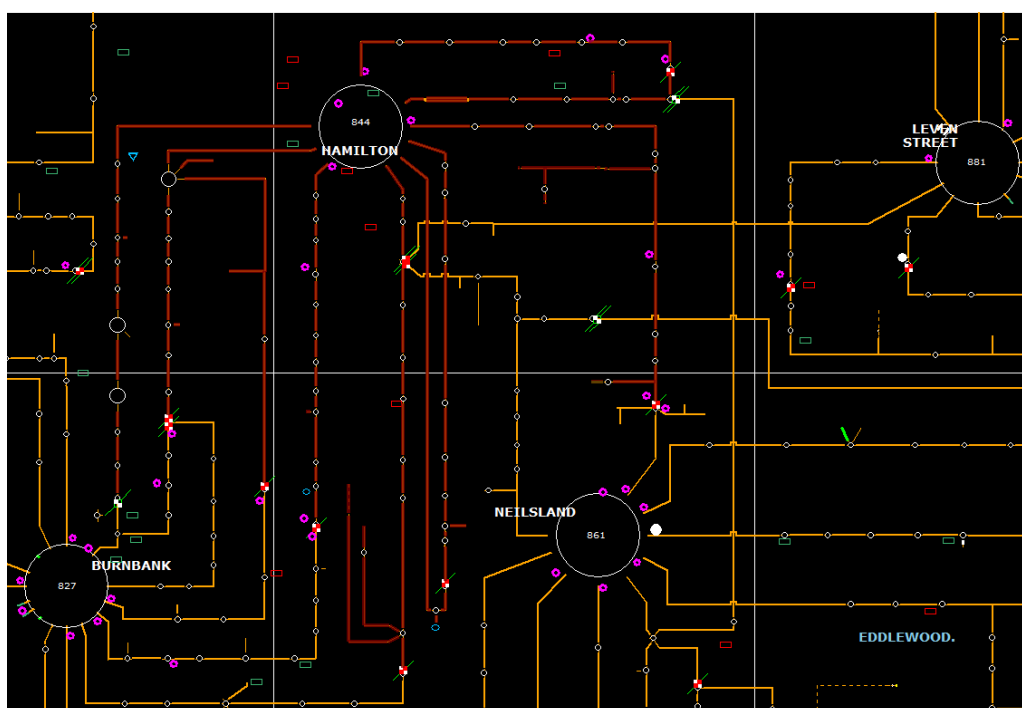 844
HAMILTON
LEVEN
STREET
881
NEILSLAND
861
BURNBANK
827
EDDLEWOOD.